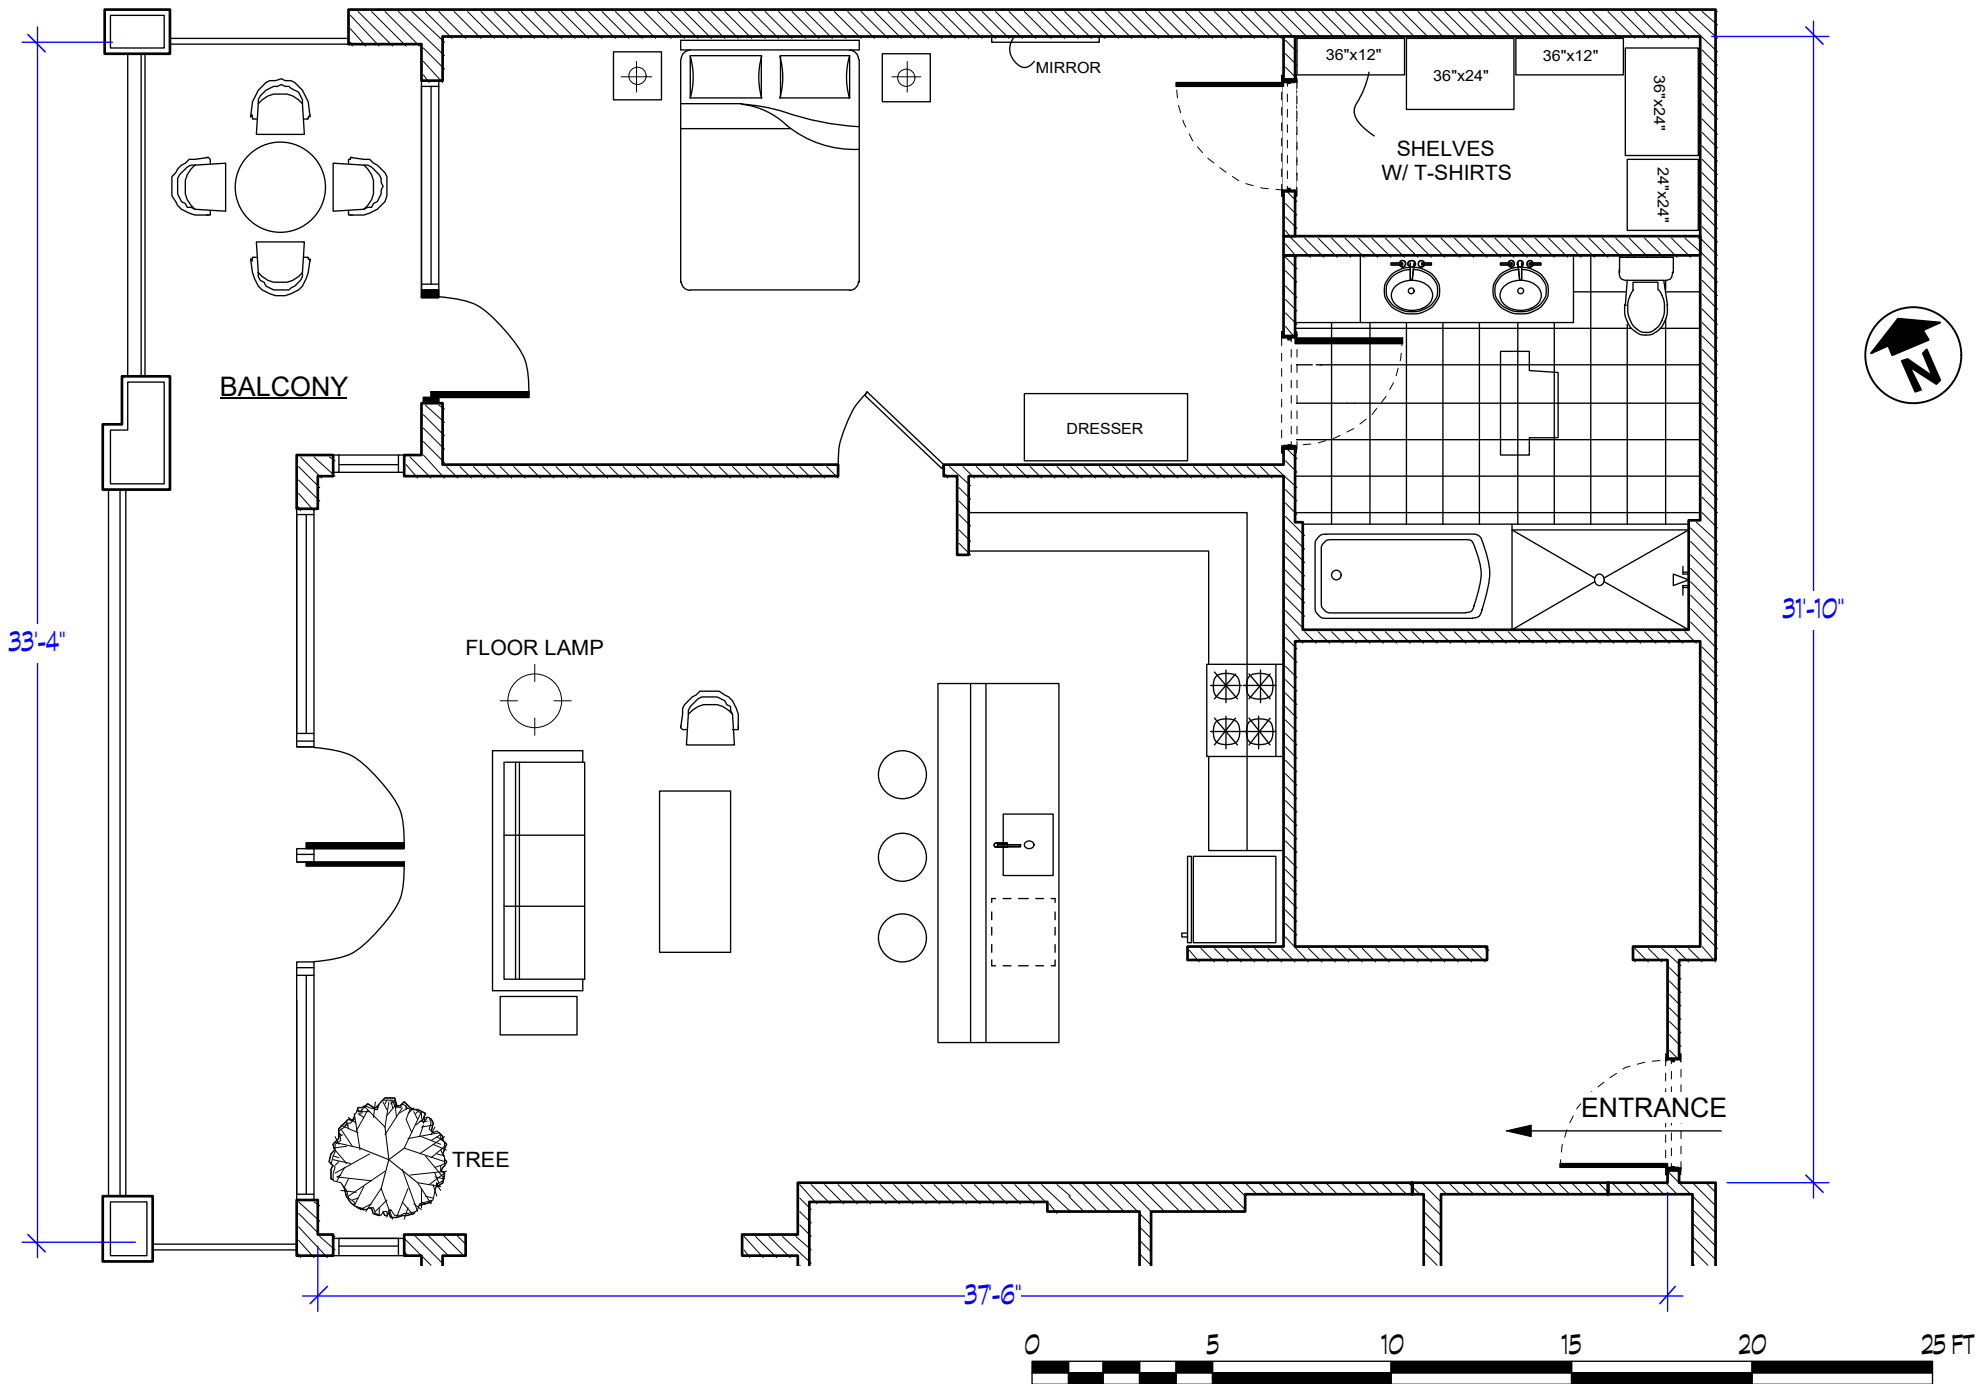 36"x12"
36"x24"
36"x12"
36"x24"
24"x24"
MIRROR
SHELVES
W/ T-SHIRTS
BALCONY
N
DRESSER
33'-4"
31'-10"
FLOOR LAMP
ENTRANCE
TREE
37'-6"
0 5 10 15 20 25 FT